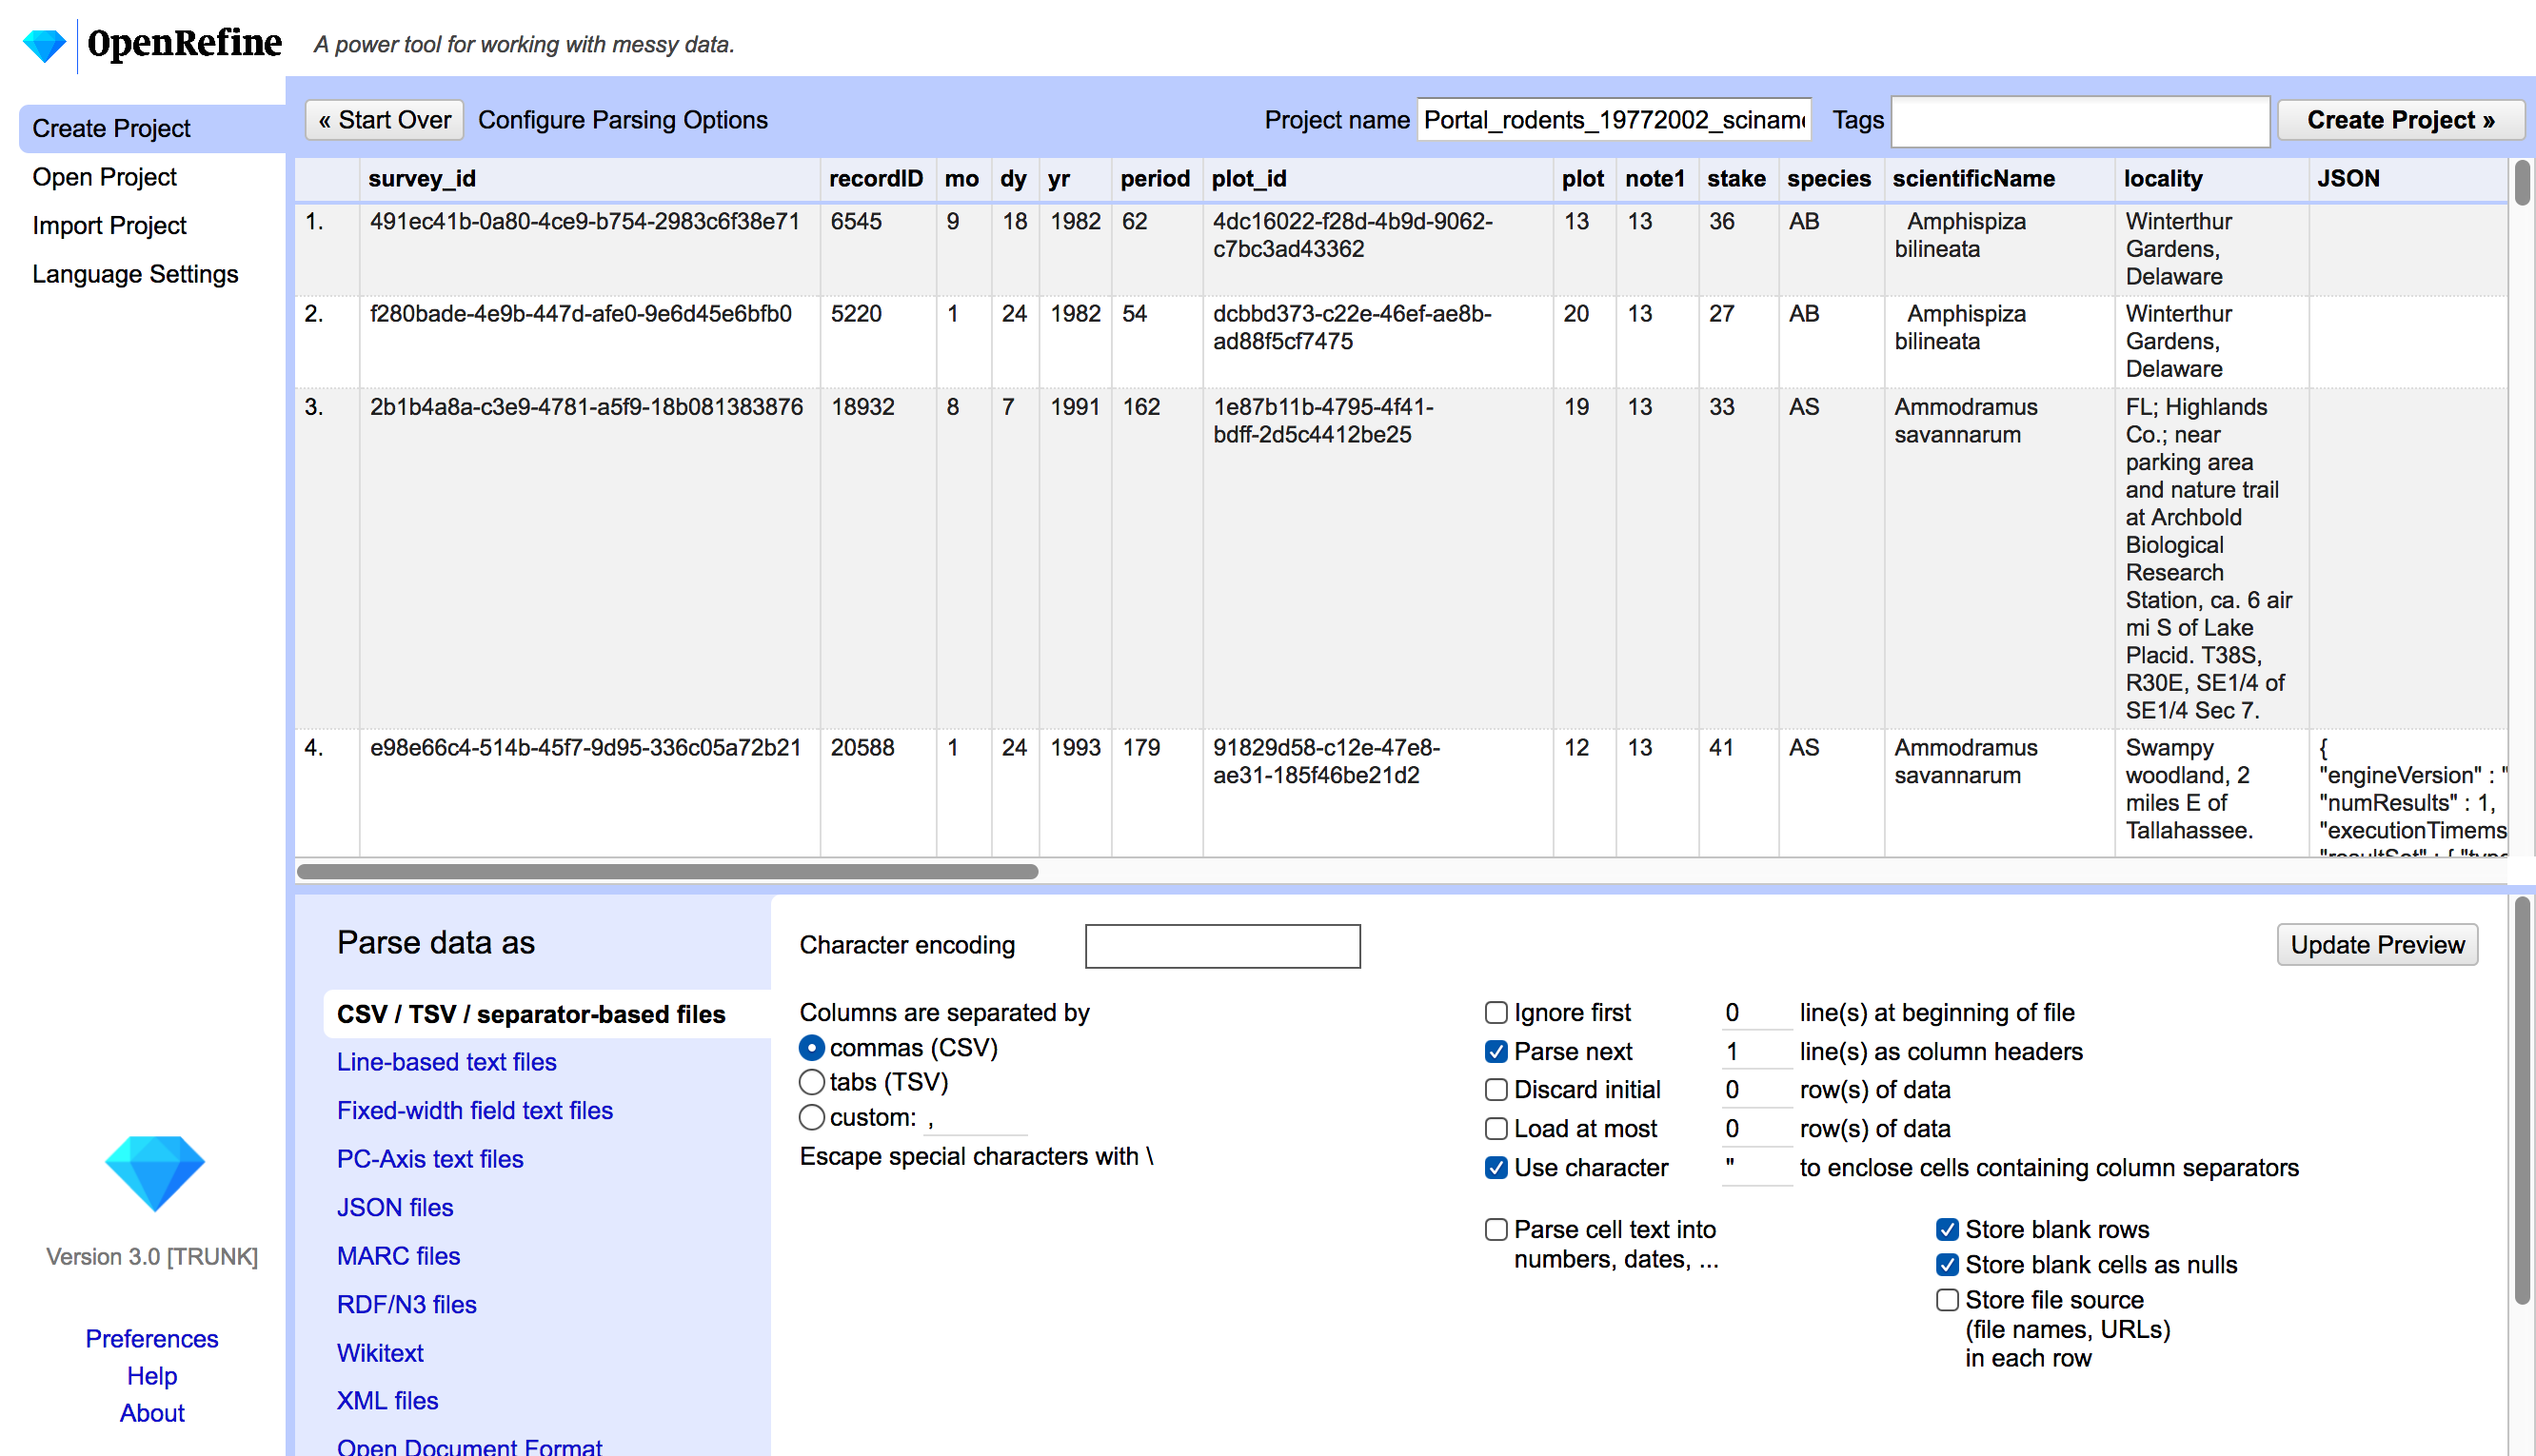 OpenRefine A power tool for working with messy data.
Create Project
Open Project
Import Project
Language Settings
« Start Over Configure Parsing Options Project name Portal_rodents_19772002_scinam Tags Create Project »
survey_id recordID mo dy yr period plot_id plot note1 stake species scientificName locality JSON
1. 491ec41b-0a80-4ce9-b754-2983c6f38e71 6545 9 18 1982 62 4dc16022-f28d-4b9d-9062- 13 13 36 AB Amphispiza Winterthur
c7bc3ad43362 bilineata Gardens,
Delaware
2. f280bade-4e9b-447d-afe0-9e6d45e6bfb0 5220 1 24 1982 54 dcbbd373-c22e-46ef-ae8b- 20 13 27 AB Amphispiza Winterthur
ad88f5cf7475 bilineata Gardens,
Delaware
3. 2b1b4a8a-c3e9-4781-a5f9-18b081383876 18932 8 7 1991 162 1e87b11b-4795-4f41- 19 13 33 AS Ammodramus FL; Highlands
bdff-2d5c4412be25 savannarum Co.; near
parking area
and nature trail
at Archbold
Biological
Research
Station, ca. 6 air
mi S of Lake
Placid. T38S,
R30E, SE1/4 of
SE1/4 Sec 7.
4. e98e66c4-514b-45f7-9d95-336c05a72b21 20588 1 24 1993 179 91829d58-c12e-47e8- 12 13 41 AS Ammodramus Swampy {
ae31-185f46be21d2 savannarum woodland, 2 "engineVersion" : "
miles E of "numResults" : 1,
Tallahassee. "executionTimems
"resultSet" : { "type
Parse data as
CSV / TSV / separator-based files
Line-based text files
Fixed-width field text files
PC-Axis text files
JSON files
MARC files
RDF/N3 files
Wikitext
XML files
Open Document Format
Character encoding
Update Preview
Columns are separated by
commas (CSV)
tabs (TSV)
custom: ,
Escape special characters with \
Ignore first 0 line(s) at beginning of file
Parse next 1 line(s) as column headers
Discard initial 0 row(s) of data
Load at most 0 row(s) of data
Use character " to enclose cells containing column separators
Parse cell text into
numbers, dates, ...
Store blank rows
Store blank cells as nulls
Store file source
(file names, URLs)
in each row
Version 3.0 [TRUNK]
Preferences
Help
About